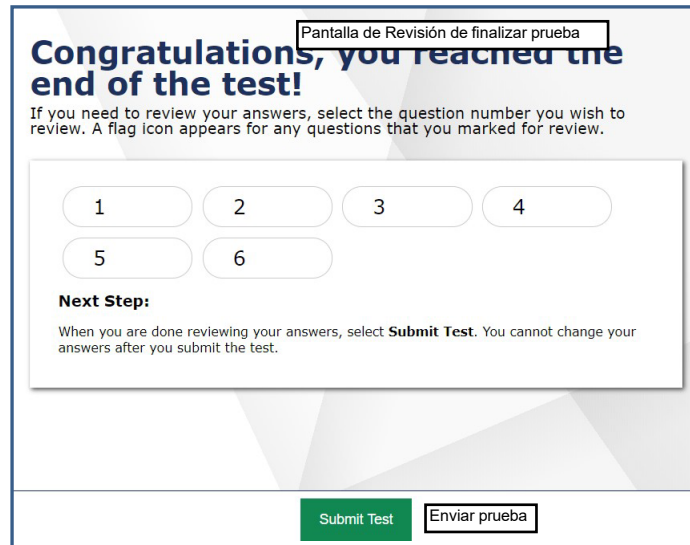 Pantalla de Revisión de finalizar prueba
Congratulations, you reached the
end of the test!
If you need to review your answers, select the question number you wish to
review. A flag icon appears for any questions that you marked for review.
1 2 3 4
5 6
Next Step:
When you are done reviewing your answers, select Submit Test. You cannot change your
answers after you submit the test.
Submit Test Enviar prueba